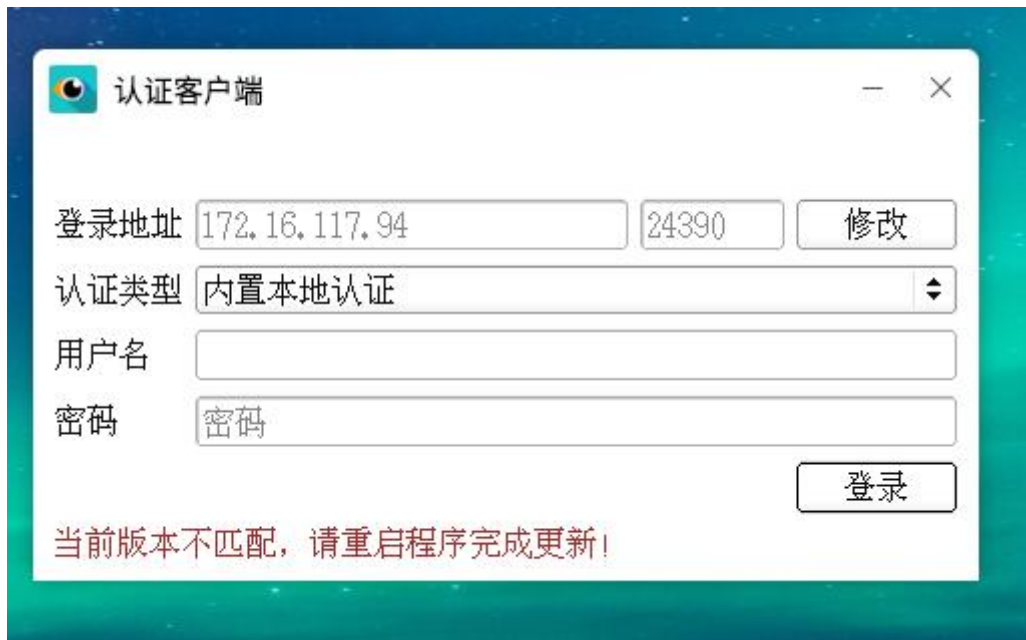 认证客户端
登录地址 172.16.117.94 24390 修改
认证类型 内置本地认证
用户名
密码 密码
登录
当前版本不匹配，请重启程序完成更新!